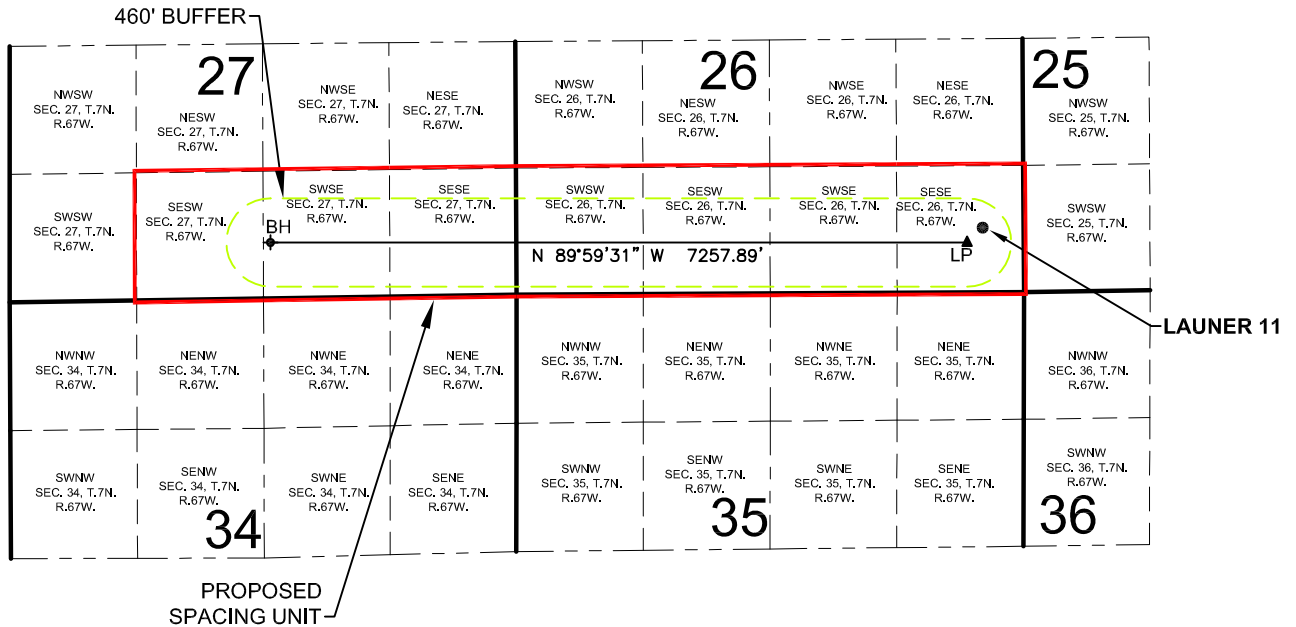 460' BUFFER
27
26
25
NWSW
SEC. 27, T.7N.
R.67W.
NESW
SEC. 27, T.7N.
R.67W.
NWSE
SEC. 27, T.7N.
R.67W.
NESE
SEC. 27, T.7N.
R.67W.
NWSW
SEC. 26, T.7N.
R.67W.
NESW
SEC. 26, T.7N.
R.67W.
NWSE
SEC. 26, T.7N.
R.67W.
NESE
SEC. 26, T.7N.
R.67W.
NWSW
SEC. 25, T.7N.
R.67W.
SWSW
SEC. 27, T.7N.
R.67W.
SESW
SEC. 27, T.7N.
R.67W.
SWSE
SEC. 27, T.7N.
R.67W.
SESE
SEC. 27, T.7N.
R.67W.
SWSW
SEC. 26, T.7N.
R.67W.
SESW
SEC. 26, T.7N.
R.67W.
SWSE
SEC. 26, T.7N.
R.67W.
SESE
SEC. 26, T.7N.
R.67W.
SWSW
SEC. 25, T.7N.
R.67W.
BH
N 89°59'31" W 7257.89'
LP
LAUNER 11
NWNW
SEC. 34, T.7N.
R.67W.
NENW
SEC. 34, T.7N.
R.67W.
NWNE
SEC. 34, T.7N.
R.67W.
NENE
SEC. 34, T.7N.
R.67W.
NWNW
SEC. 35, T.7N.
R.67W.
NENW
SEC. 35, T.7N.
R.67W.
NWNE
SEC. 35, T.7N.
R.67W.
NENE
SEC. 35, T.7N.
R.67W.
NWNW
SEC. 36, T.7N.
R.67W.
SWNW
SEC. 34, T.7N.
R.67W.
SENW
SEC. 34, T.7N.
R.67W.
SWNE
SEC. 34, T.7N.
R.67W.
SENE
SEC. 34, T.7N.
R.67W.
SWNW
SEC. 35, T.7N.
R.67W.
SENW
SEC. 35, T.7N.
R.67W.
SWNE
SEC. 35, T.7N.
R.67W.
SENE
SEC. 35, T.7N.
R.67W.
SWNW
SEC. 36, T.7N.
R.67W.
34
35
36
PROPOSED
SPACING UNIT